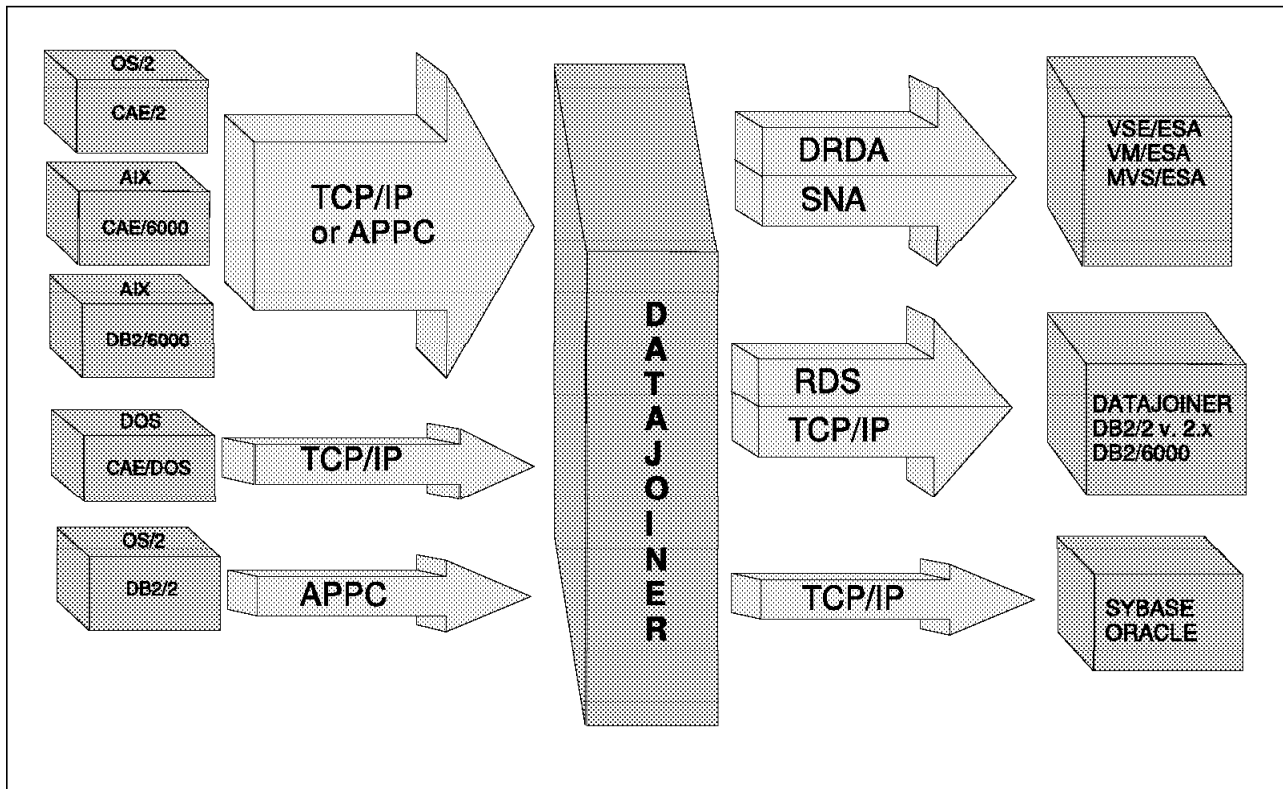 OS/2
CAE/2
AIX
CAE/6000
AIX
DB2/6000
DOS
CAE/DOS
OS/2
DB2/2
TCP/IP
or APPC
TCP/IP
APPC
DATAJOINER
DRDA
SNA
RDS
TCP/IP
TCP/IP
VSE/ESA
VM/ESA
MVS/ESA
DATAJOINER
DB2/2 v. 2.x
DB2/6000
SYBASE
ORACLE